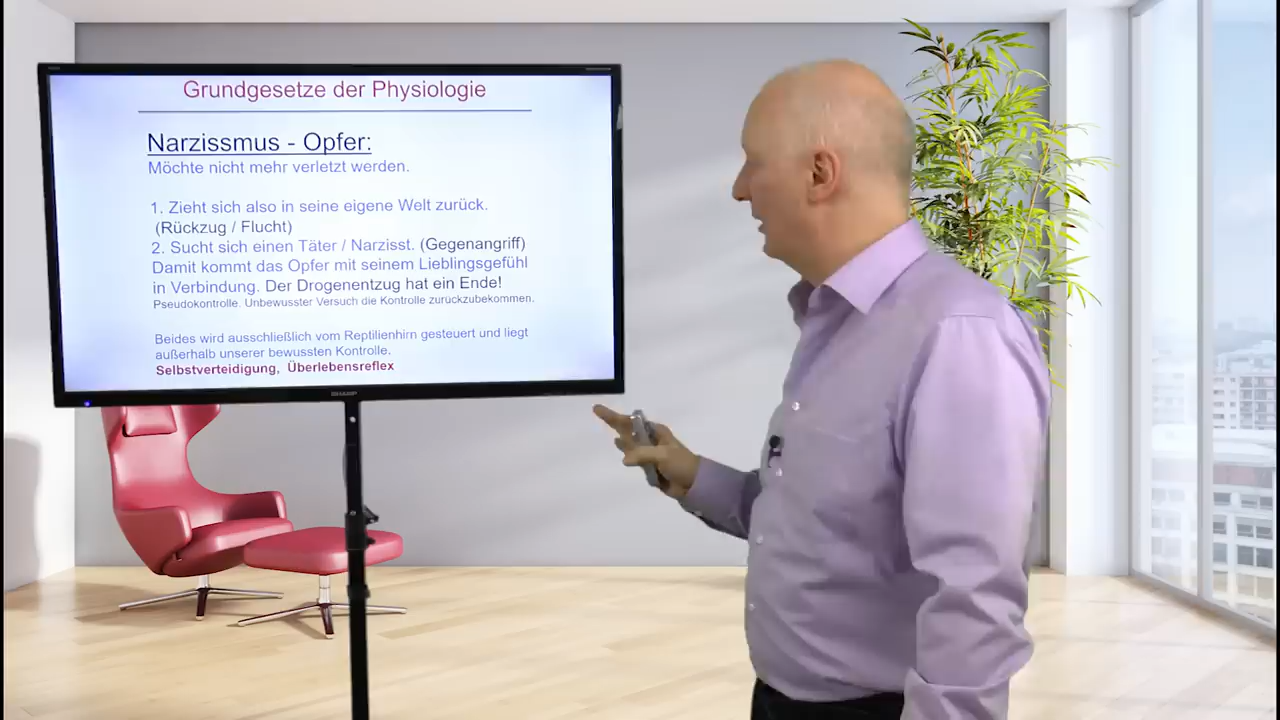 Grundgesetze der Physiologie
Narzissmus - Opfer:
Möchte nicht mehr verletzt werden.
1. Zieht sich also in seine eigene Welt zurück.
(Rückzug / Flucht)
2. Sucht sich einen Täter / Narzisst. (Gegenangriff)
Damit kommt das Opfer mit seinem Lieblingsgefühl
in Verbindung. Der Drogenentzug hat ein Ende!
Pseudokontrolle. Unbewusster Versuch die Kontrolle zurückzubekommen.
Beides wird ausschließlich vom Reptilienhirn gesteuert und liegt
außerhalb unserer bewussten Kontrolle.
Selbstverteidigung, Überlebensreflex
SHARP